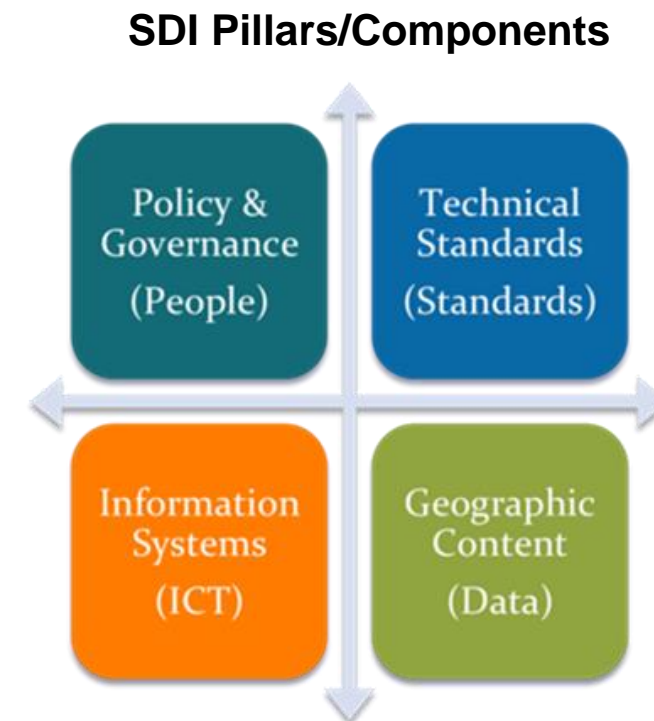 SDI Pillars/Components
Policy &
Governance
(People)
Technical
Standards
(Standards)
Information
Systems
(ICT)
Geographic
Content
(Data)